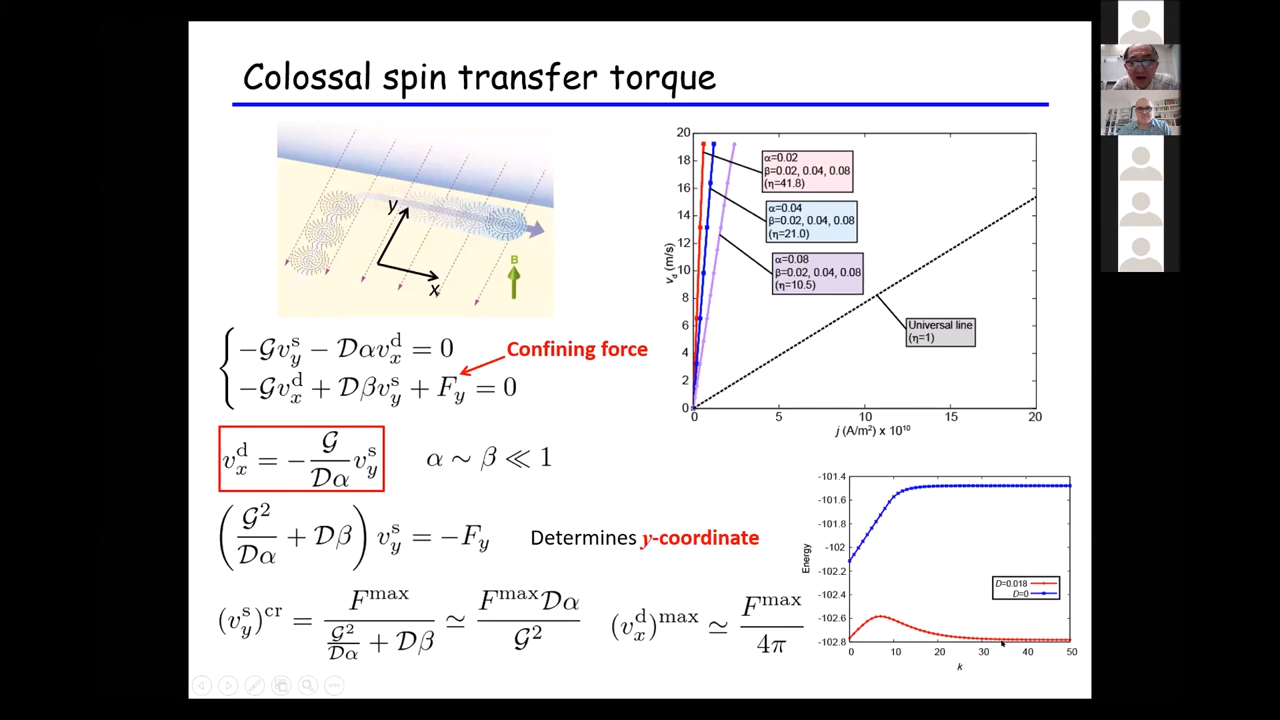 Colossal spin transfer torque
y
x
B
−𝒢v_y^s − 𝒟αv_x^d = 0
−𝒢v_x^d + 𝒟βv_y^s + F_y = 0
Confining force
v_x^d = −𝒢/𝒟α v_y^s
α ∼ β ≪ 1
(𝒢²/𝒟α + 𝒟β) v_y^s = −F_y
Determines y-coordinate
(v_y^s)^cr = F^max / (𝒢²/𝒟α + 𝒟β) ≃ F^max 𝒟α / 𝒢²
(v_x^d)^max ≃ F^max / 4π
20
18
16
14
12
10
8
6
4
2
0
v_d (m/s)
0 5 10 15 20
j (A/m²) x 10¹⁰
α=0.02
β=0.02, 0.04, 0.08
(η=41.8)
α=0.04
β=0.02, 0.04, 0.08
(η=21.0)
α=0.08
β=0.02, 0.04, 0.08
(η=10.5)
Universal line
(η=1)
-101.4
-101.6
-101.8
-102
-102.2
-102.4
-102.6
-102.8
Energy
D=0.018
D=0
0 10 20 30 40 50
k